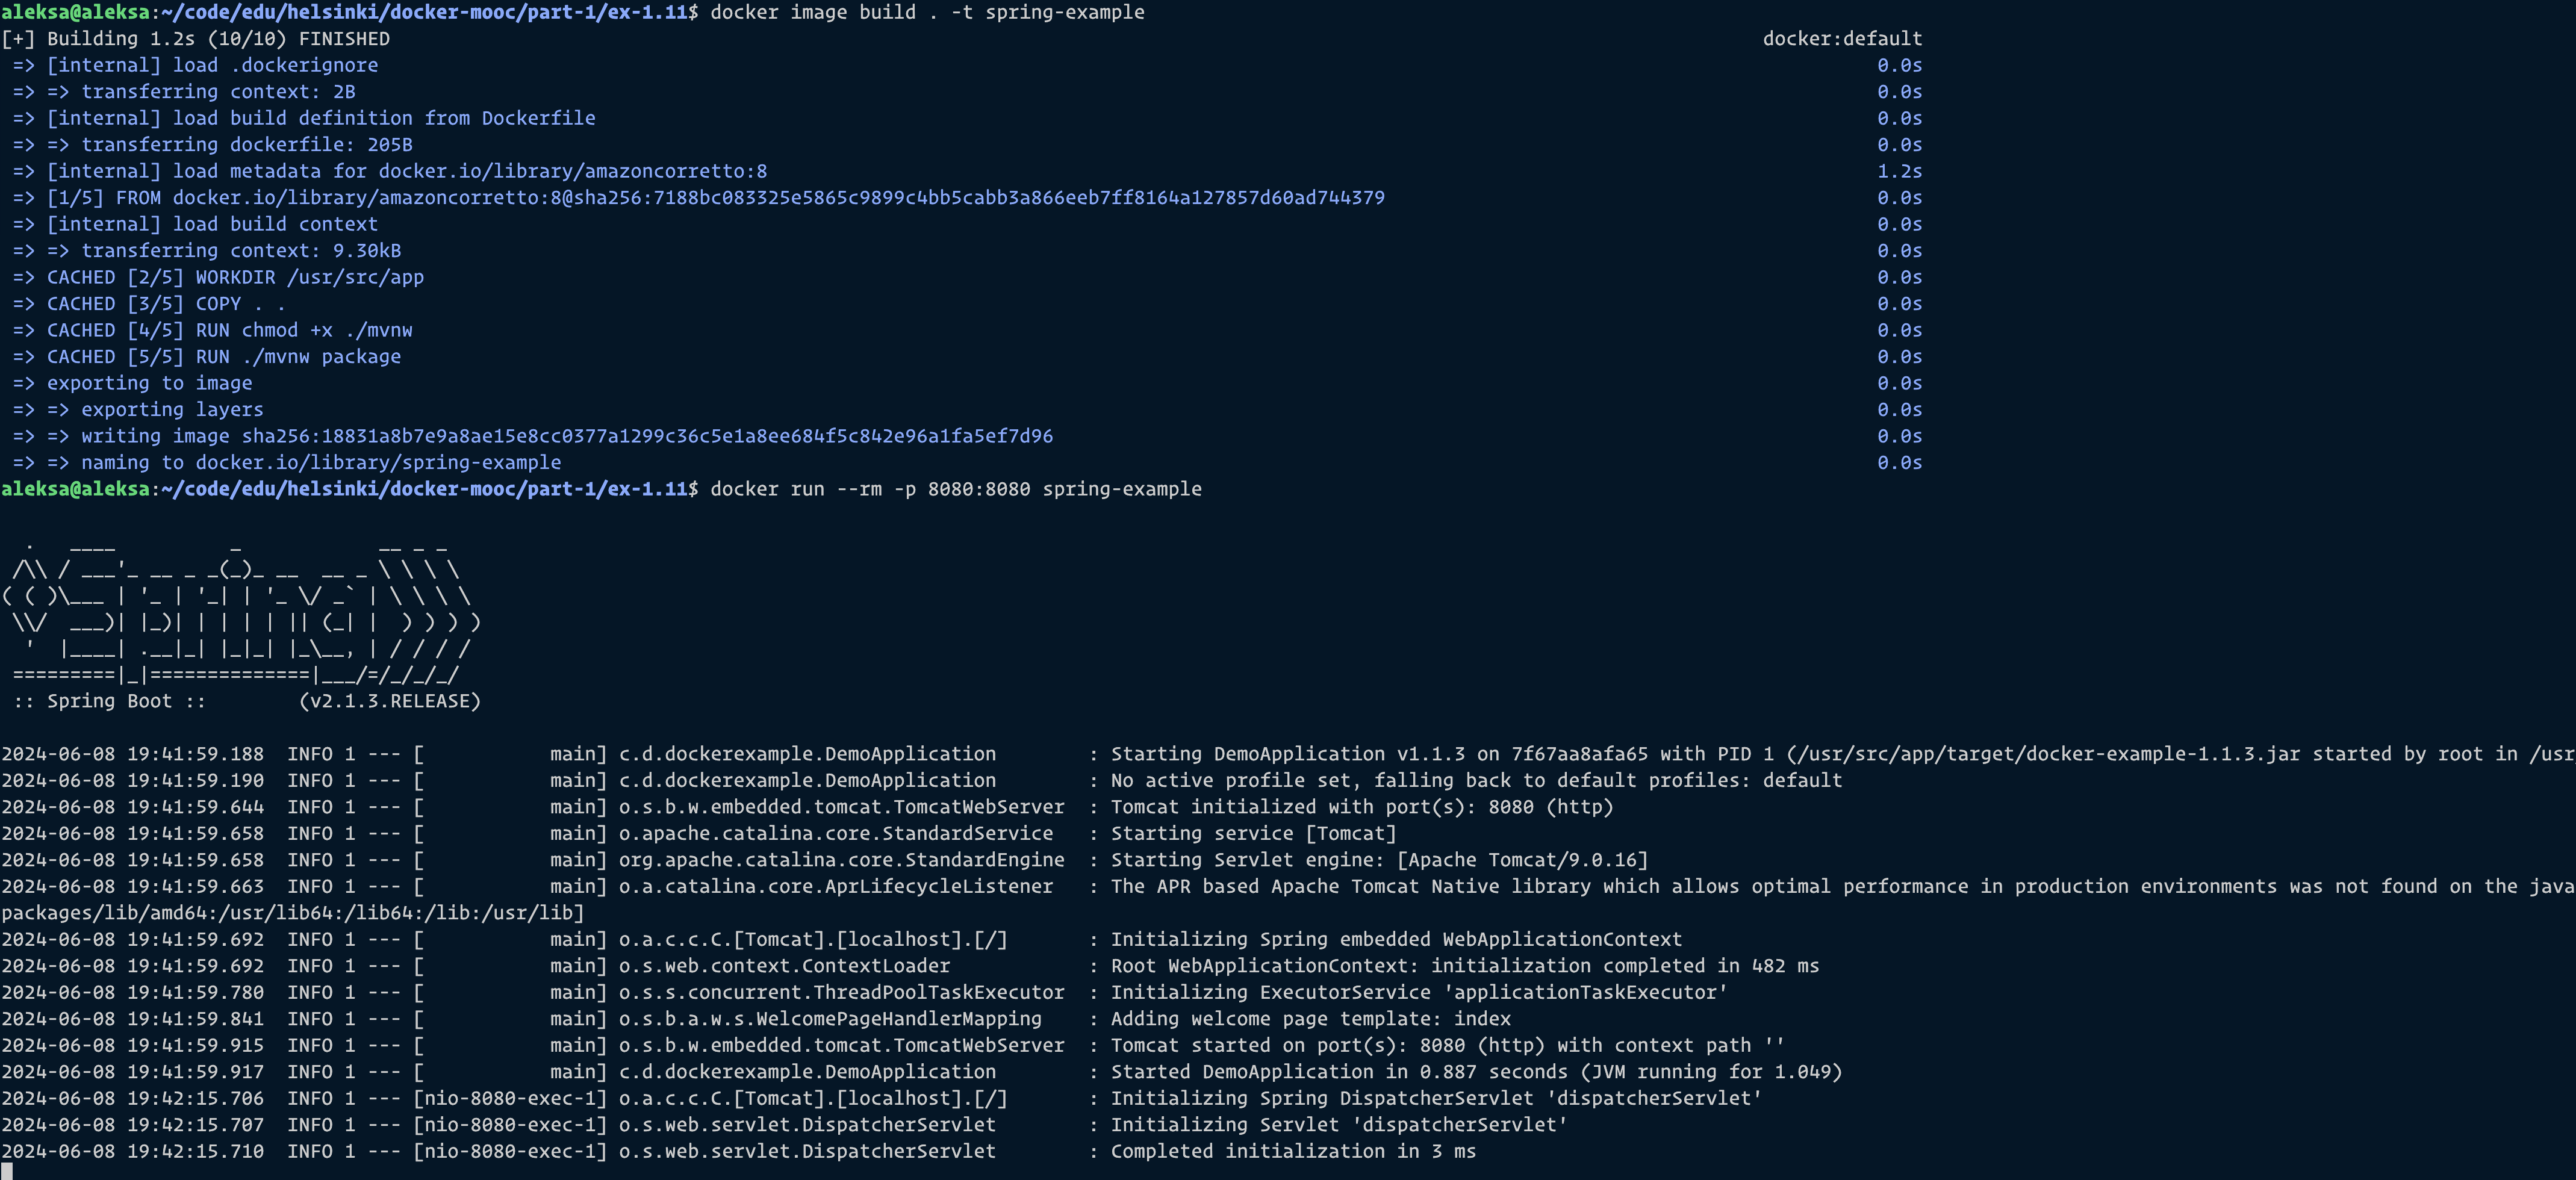 aleksa@aleksa:~/code/edu/helsinki/docker-mooc/part-1/ex-1.11$ docker image build . -t spring-example
[+] Building 1.2s (10/10) FINISHED docker:default
=> [internal] load .dockerignore 0.0s
=> => transferring context: 2B 0.0s
=> [internal] load build definition from Dockerfile 0.0s
=> => transferring dockerfile: 205B 0.0s
=> [internal] load metadata for docker.io/library/amazoncorretto:8 1.2s
=> [1/5] FROM docker.io/library/amazoncorretto:8@sha256:7188bc083325e5865c9899c4bb5cabb3a866eeb7ff8164a127857d60ad744379 0.0s
=> [internal] load build context 0.0s
=> => transferring context: 9.30kB 0.0s
=> CACHED [2/5] WORKDIR /usr/src/app 0.0s
=> CACHED [3/5] COPY . . 0.0s
=> CACHED [4/5] RUN chmod +x ./mvnw 0.0s
=> CACHED [5/5] RUN ./mvnw package 0.0s
=> exporting to image 0.0s
=> => exporting layers 0.0s
=> => writing image sha256:18831a8b7e9a8ae15e8cc0377a1299c36c5e1a8ee684f5c842e96a1fa5ef7d96 0.0s
=> => naming to docker.io/library/spring-example 0.0s
aleksa@aleksa:~/code/edu/helsinki/docker-mooc/part-1/ex-1.11$ docker run --rm -p 8080:8080 spring-example
  .   ____          _            __ _ _
 /\\ / ___'_ __ _ _(_)_ __  __ _ \ \ \ \
( ( )\___ | '_ | '_| | '_ \/ _` | \ \ \ \
 \\/  ___)| |_)| | | | | || (_| |  ) ) ) )
  '  |____| .__|_| |_|_| |_\__, | / / / /
 =========|_|==============|___/=/_/_/_/
 :: Spring Boot ::        (v2.1.3.RELEASE)
2024-06-08 19:41:59.188  INFO 1 --- [           main] c.d.dockerexample.DemoApplication        : Starting DemoApplication v1.1.3 on 7f67aa8afa65 with PID 1 (/usr/src/app/target/docker-example-1.1.3.jar started by root in /usr
2024-06-08 19:41:59.190  INFO 1 --- [           main] c.d.dockerexample.DemoApplication        : No active profile set, falling back to default profiles: default
2024-06-08 19:41:59.644  INFO 1 --- [           main] o.s.b.w.embedded.tomcat.TomcatWebServer  : Tomcat initialized with port(s): 8080 (http)
2024-06-08 19:41:59.658  INFO 1 --- [           main] o.apache.catalina.core.StandardService   : Starting service [Tomcat]
2024-06-08 19:41:59.658  INFO 1 --- [           main] org.apache.catalina.core.StandardEngine  : Starting Servlet engine: [Apache Tomcat/9.0.16]
2024-06-08 19:41:59.663  INFO 1 --- [           main] o.a.catalina.core.AprLifecycleListener   : The APR based Apache Tomcat Native library which allows optimal performance in production environments was not found on the java
packages/lib/amd64:/usr/lib64:/lib64:/lib:/usr/lib]
2024-06-08 19:41:59.692  INFO 1 --- [           main] o.a.c.c.C.[Tomcat].[localhost].[/]       : Initializing Spring embedded WebApplicationContext
2024-06-08 19:41:59.692  INFO 1 --- [           main] o.s.web.context.ContextLoader            : Root WebApplicationContext: initialization completed in 482 ms
2024-06-08 19:41:59.780  INFO 1 --- [           main] o.s.s.concurrent.ThreadPoolTaskExecutor  : Initializing ExecutorService 'applicationTaskExecutor'
2024-06-08 19:41:59.841  INFO 1 --- [           main] o.s.b.a.w.s.WelcomePageHandlerMapping    : Adding welcome page template: index
2024-06-08 19:41:59.915  INFO 1 --- [           main] o.s.b.w.embedded.tomcat.TomcatWebServer  : Tomcat started on port(s): 8080 (http) with context path ''
2024-06-08 19:41:59.917  INFO 1 --- [           main] c.d.dockerexample.DemoApplication        : Started DemoApplication in 0.887 seconds (JVM running for 1.049)
2024-06-08 19:42:15.706  INFO 1 --- [nio-8080-exec-1] o.a.c.c.C.[Tomcat].[localhost].[/]       : Initializing Spring DispatcherServlet 'dispatcherServlet'
2024-06-08 19:42:15.707  INFO 1 --- [nio-8080-exec-1] o.s.web.servlet.DispatcherServlet        : Initializing Servlet 'dispatcherServlet'
2024-06-08 19:42:15.710  INFO 1 --- [nio-8080-exec-1] o.s.web.servlet.DispatcherServlet        : Completed initialization in 3 ms